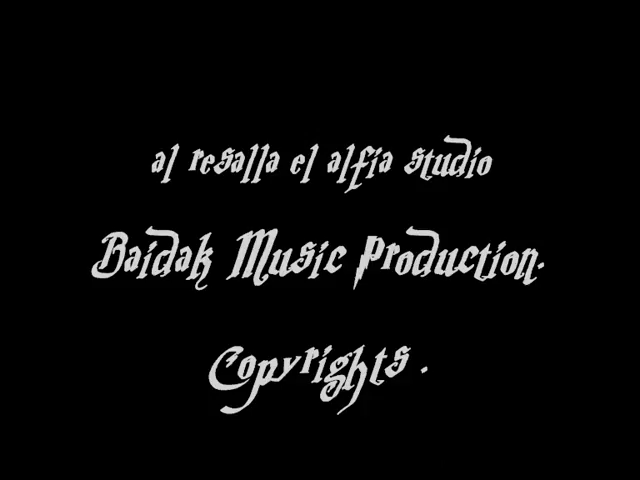 al resalla el alfia studio
Baidak Music Production.
Copyrights .